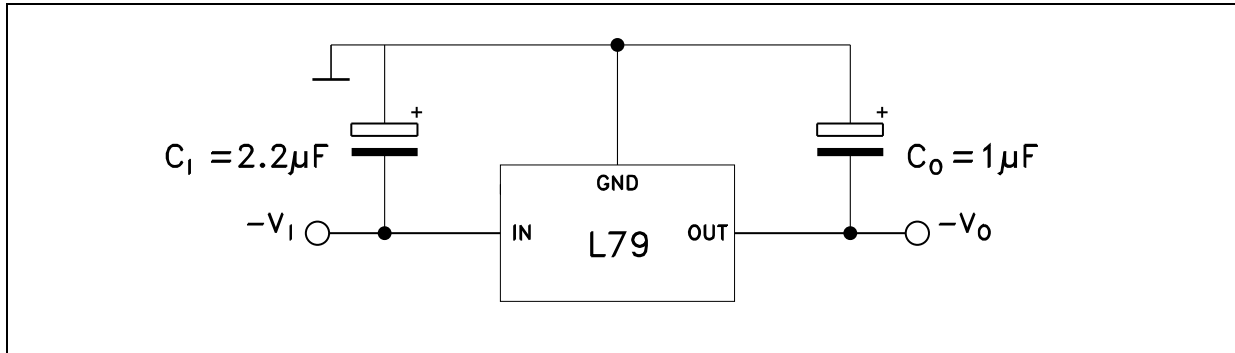 +
+
C_I = 2.2μF
C_O = 1μF
GND
-V_I
IN
L79
OUT
-V_O